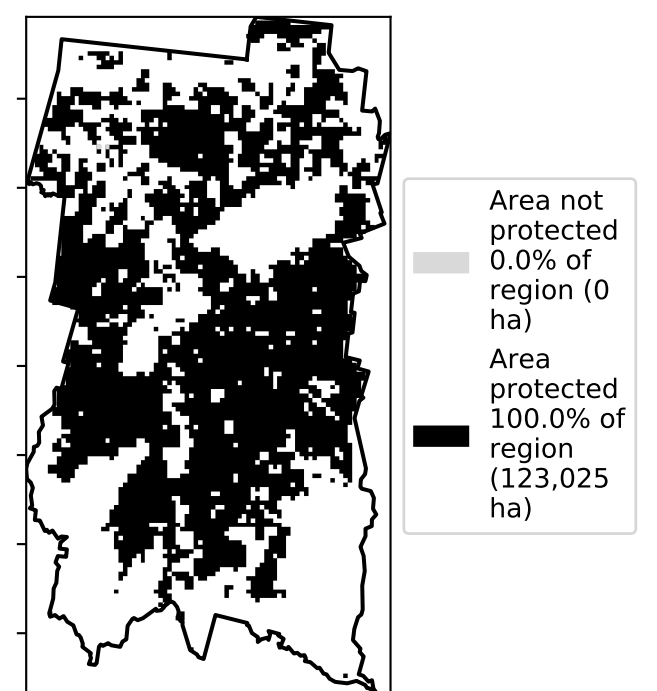 Area not
protected
0.0% of
region (0
ha)
Area
protected
100.0% of
region
(123,025
ha)